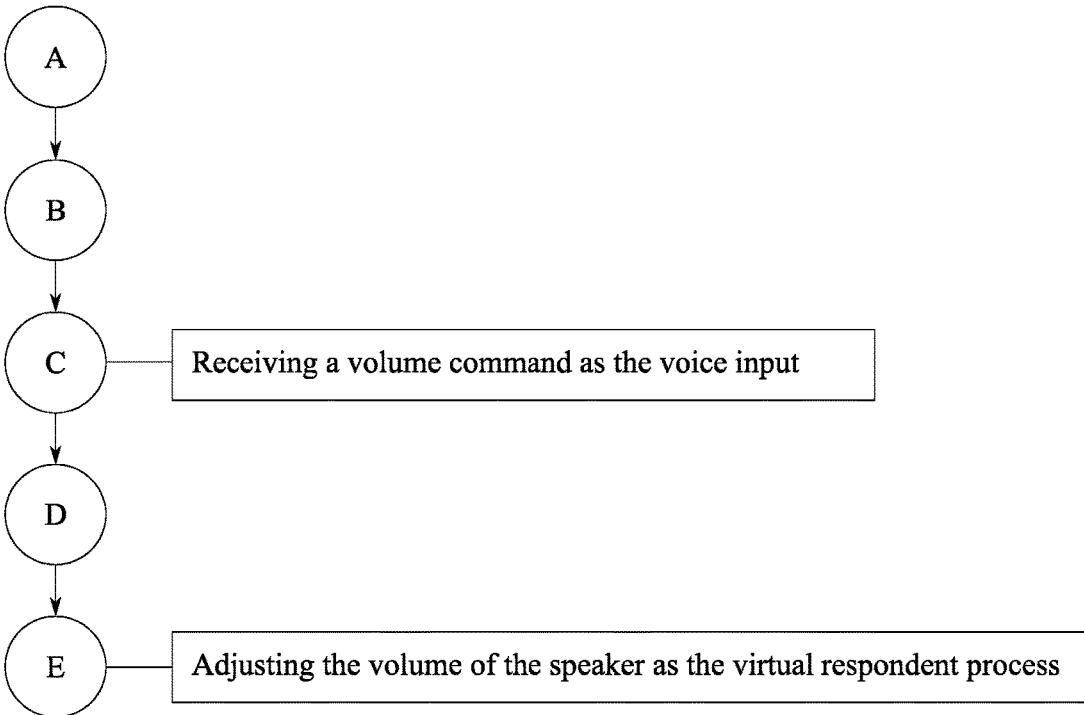 A
B
C
Receiving a volume command as the voice input
D
E
Adjusting the volume of the speaker as the virtual respondent process